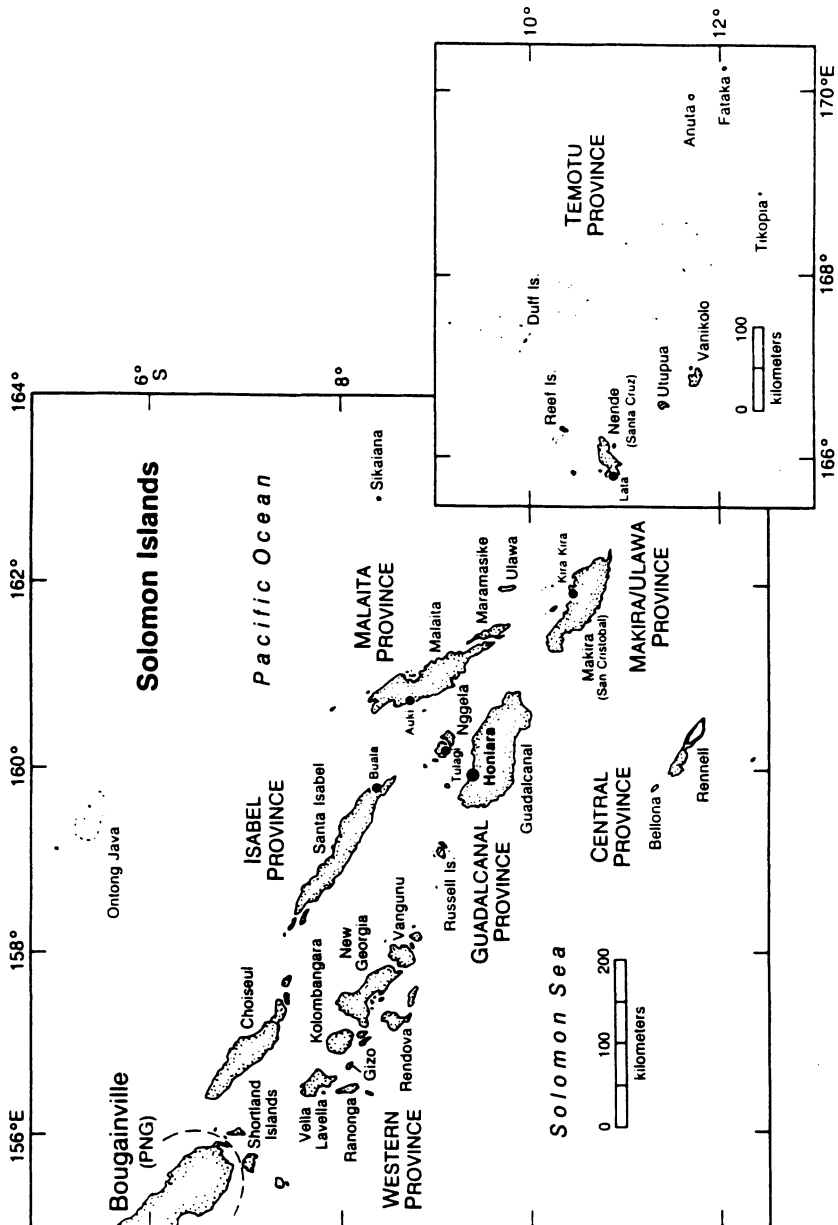 Solomon Islands
156°E
158°
160°
162°
164°
6°
S
8°
Bougainville
(PNG)
Shortland
Islands
Choiseul
Ontong Java
Pacific Ocean
ISABEL
PROVINCE
Santa Isabel
Buala
MALAITA
PROVINCE
Malaita
Auki
Maramasike
Ulawa
Sikaiana
Vella
Lavella
Ranonga
Gizo
Kolombangara
New
Georgia
Vangunu
Rendova
WESTERN
PROVINCE
Russell Is.
Tulagi
Nggela
Honiara
Guadalcanal
GUADALCANAL
PROVINCE
Kira Kira
Makira
(San Cristobal)
MAKIRA/ULAWA
PROVINCE
CENTRAL
PROVINCE
Bellona
Rennell
Solomon Sea
0 100 200
kilometers
10°
12°
166°
168°
170°E
TEMOTU
PROVINCE
Duff Is.
Reef Is.
Nende
(Santa Cruz)
Lata
Utupua
Vanikolo
Anuta
Fataka
Tikopia
0 100
kilometers